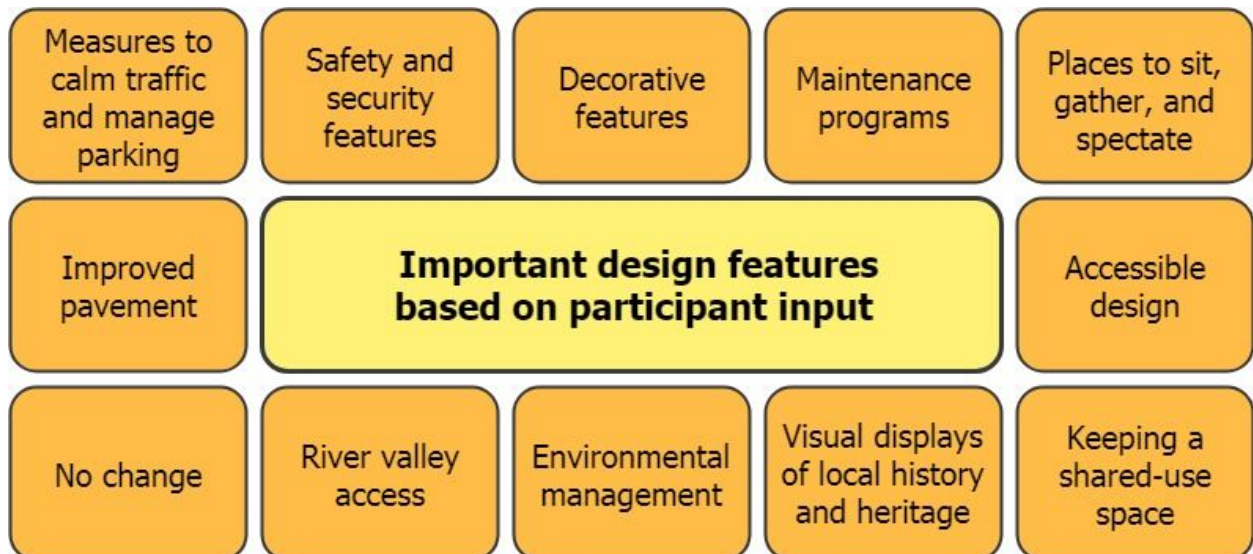 Measures to
calm traffic
and manage
parking
Safety and
security
features
Decorative
features
Maintenance
programs
Places to sit,
gather, and
spectate
Improved
pavement
Important design features
based on participant input
Accessible
design
No change
River valley
access
Environmental
management
Visual displays
of local history
and heritage
Keeping a
shared-use
space